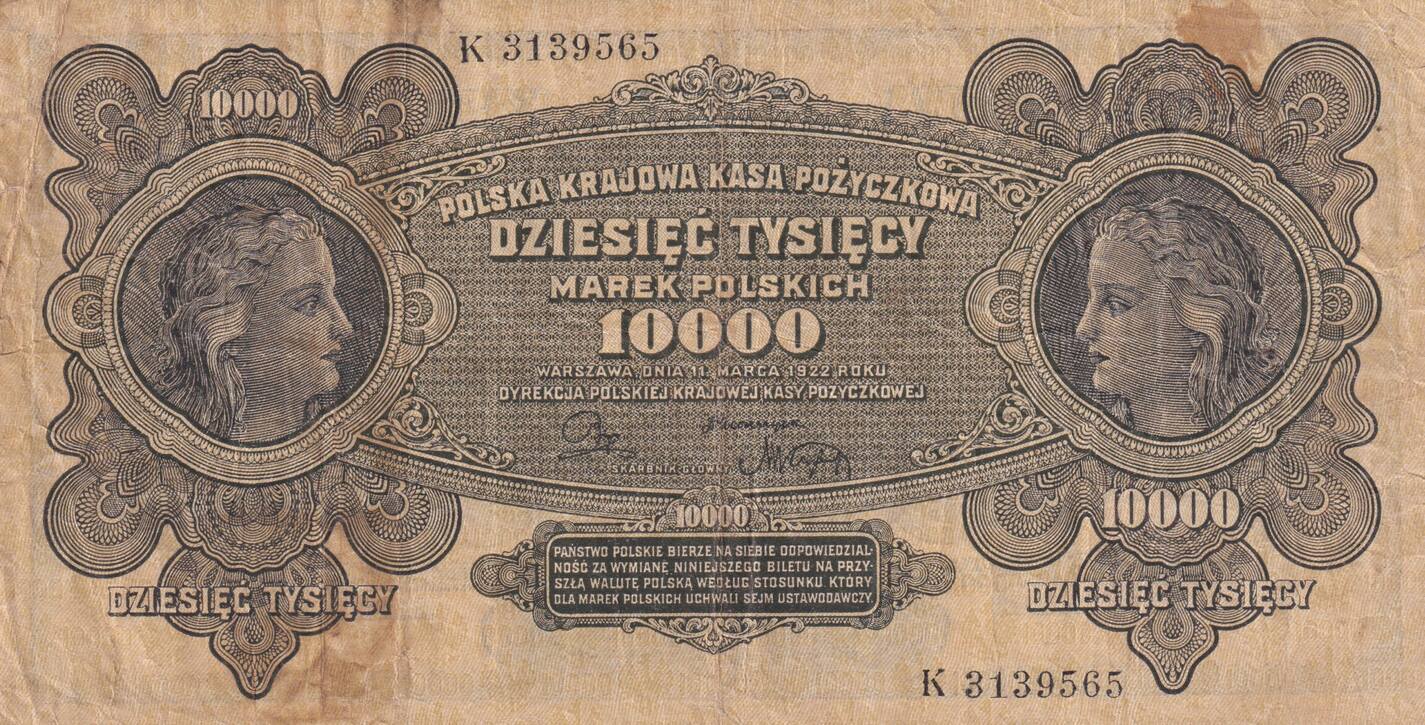 K 3139565
10000
POLSKA KRAJOWA KASA POŻYCZKOWA
DZIESIĘĆ TYSIĘCY
MAREK POLSKICH
10000
WARSZAWA, DNIA 11. MARCA 1922 ROKU
DYREKCJA POLSKIEJ KRAJOWEJ KASY POŻYCZKOWEJ
SKARBNIK GŁÓWNY
10000
10000
PAŃSTWO POLSKIE BIERZE NA SIEBIE ODPOWIEDZIAL-
NOŚĆ ZA WYMIANĘ NINIEJSZEGO BILETU NA PRZY-
SZŁĄ WALUTĘ POLSKĄ WEDŁUG STOSUNKU KTÓRY
DLA MAREK POLSKICH UCHWALI SEJM USTAWODAWCZY.
DZIESIĘĆ TYSIĘCY
DZIESIĘĆ TYSIĘCY
K 3139565